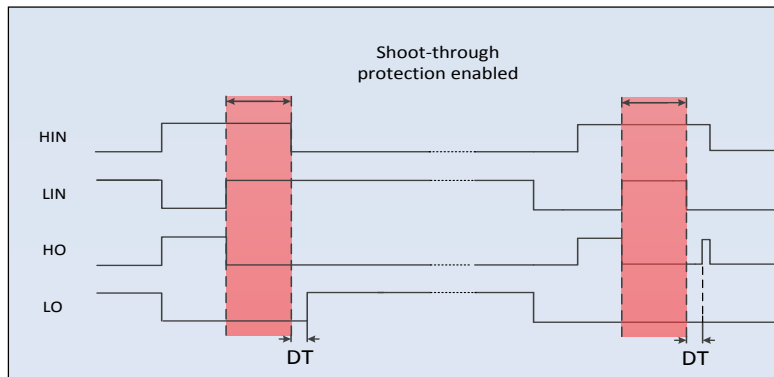 Shoot-through
protection enabled
HIN
LIN
HO
LO
DT
DT